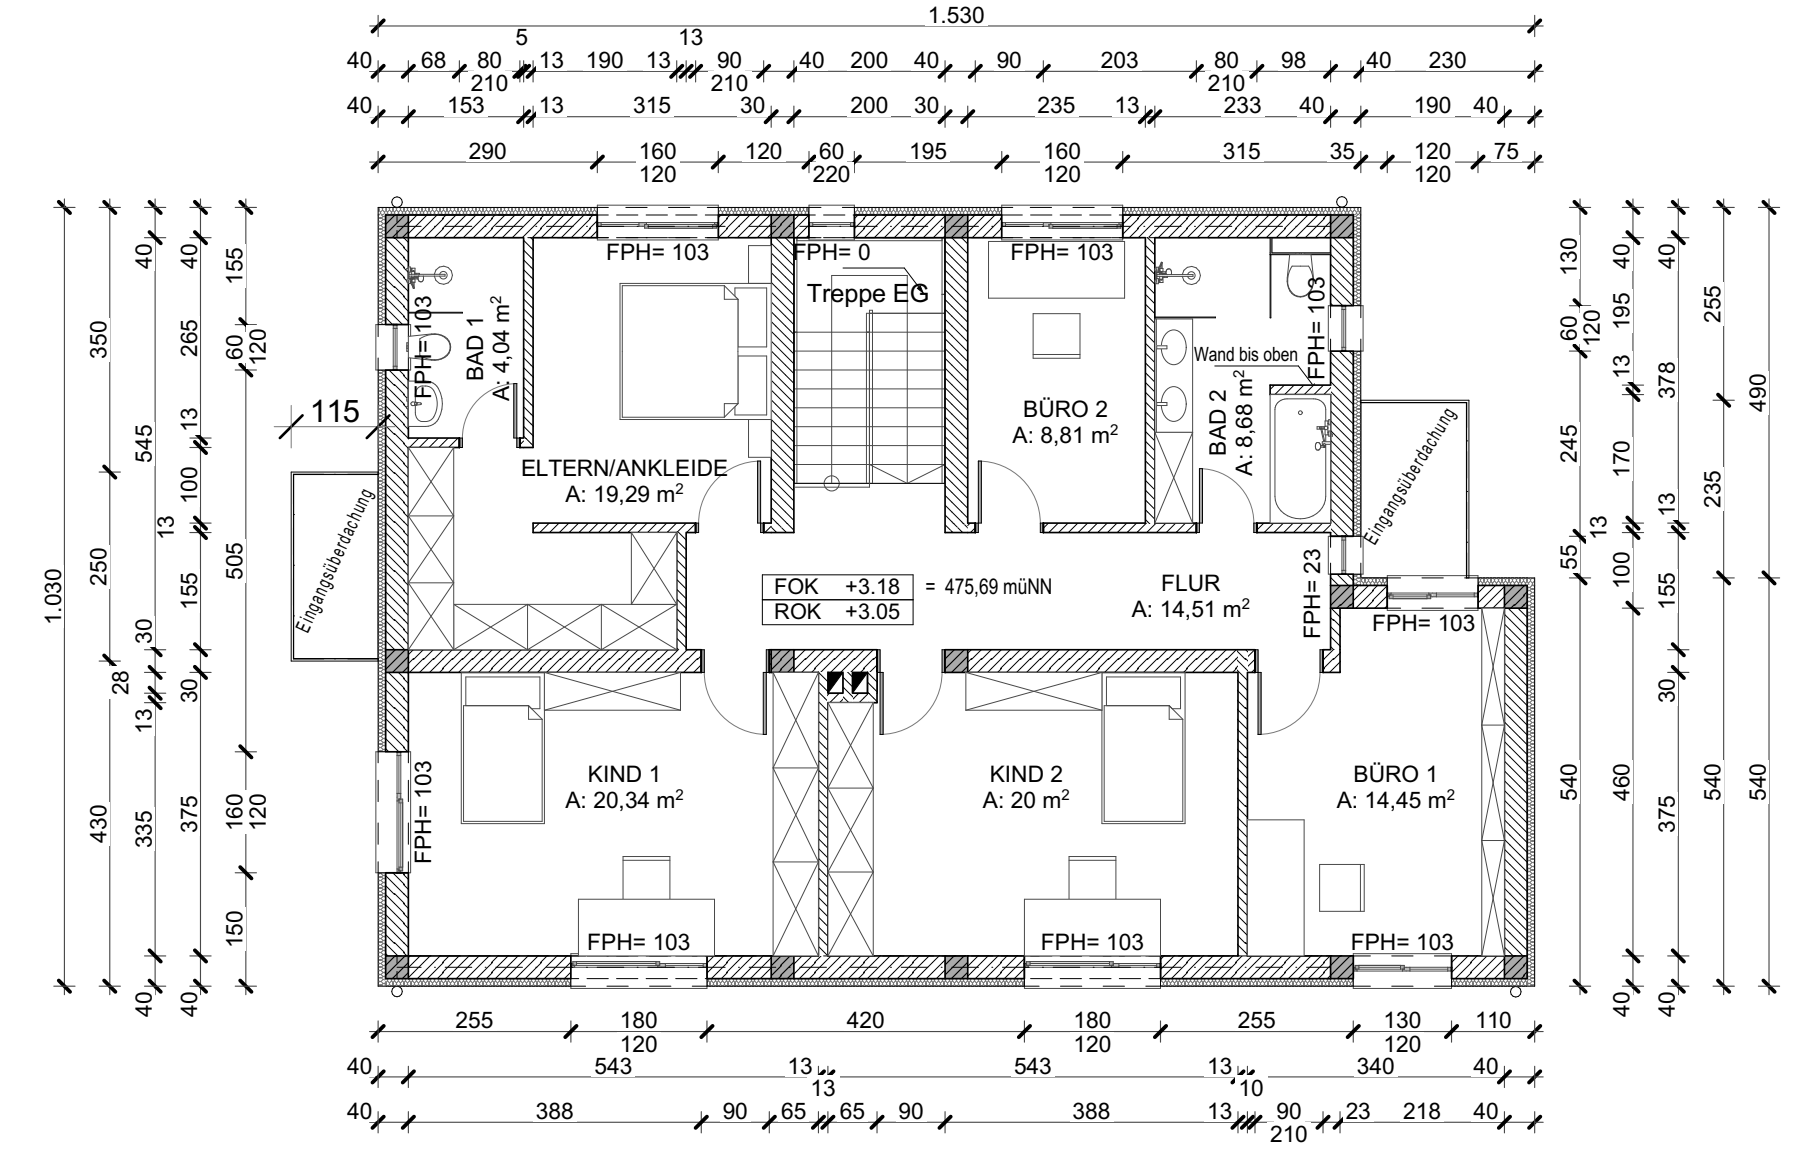 1.530
5 13
40 68 80 13 190 13 90 40 200 40 90 203 80 98 40 230
210 210 210
40 153 13 315 30 200 30 235 13 233 40 190 40
290 160 120 60 195 160 315 35 120 75
120 220 120 120
FPH= 103
FPH= 0
FPH= 103
Treppe EG
FPH= 103
BAD 1
A: 4,04 m²
Wand bis oben
FPH= 103
BÜRO 2
A: 8,81 m²
BAD 2
A: 8,68 m²
ELTERN/ANKLEIDE
A: 19,29 m²
Eingangsüberdachung
Eingangsüberdachung
FOK +3.18 = 475,69 müNN
ROK +3.05
FLUR
A: 14,51 m²
FPH= 23
FPH= 103
KIND 1
A: 20,34 m²
KIND 2
A: 20 m²
BÜRO 1
A: 14,45 m²
FPH= 103
FPH= 103
FPH= 103
FPH= 103
115
1.030
350
250
430
40
545
30
28
13
335
40
40
265
13
100
13
155
30
375
40
155
60
120
505
160
120
150
130
60
120
245
55
540
40
195
13
170
13
100
460
40
40
378
13
155
30
375
40
255
235
540
490
540
255 180 420 180 255 130 110
120 120 120
40 543 13 543 13 340 40
13 10
40 388 90 65 65 90 388 13 90 23 218 40
210